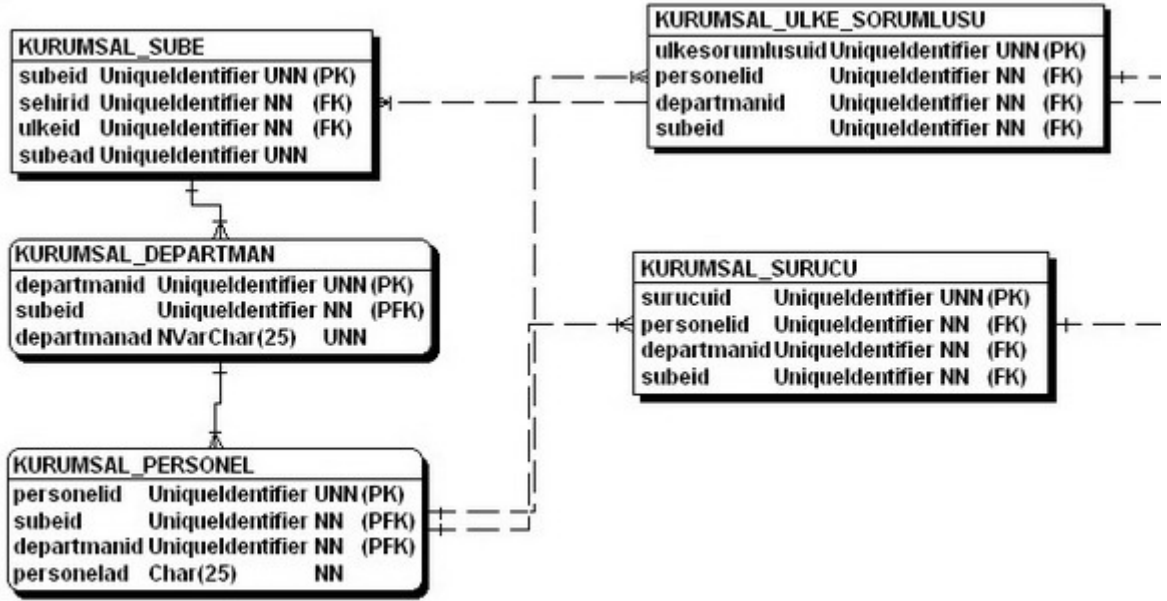 KURUMSAL_SUBE
subeid UniqueIdentifier UNN (PK)
sehirid UniqueIdentifier NN (FK)
ulkeid UniqueIdentifier NN (FK)
subead UniqueIdentifier UNN
KURUMSAL_DEPARTMAN
departmanid UniqueIdentifier UNN (PK)
subeid UniqueIdentifier NN (PFK)
departmanad NVarChar(25) UNN
KURUMSAL_PERSONEL
personelid UniqueIdentifier UNN (PK)
subeid UniqueIdentifier NN (PFK)
departmanid UniqueIdentifier NN (PFK)
personelad Char(25) NN
KURUMSAL_ULKE_SORUMLUSU
ulkesorumlusuid UniqueIdentifier UNN (PK)
personelid UniqueIdentifier NN (FK)
departmanid UniqueIdentifier NN (FK)
subeid UniqueIdentifier NN (FK)
KURUMSAL_SURUCU
surucuid UniqueIdentifier UNN (PK)
personelid UniqueIdentifier NN (FK)
departmanid UniqueIdentifier NN (FK)
subeid UniqueIdentifier NN (FK)